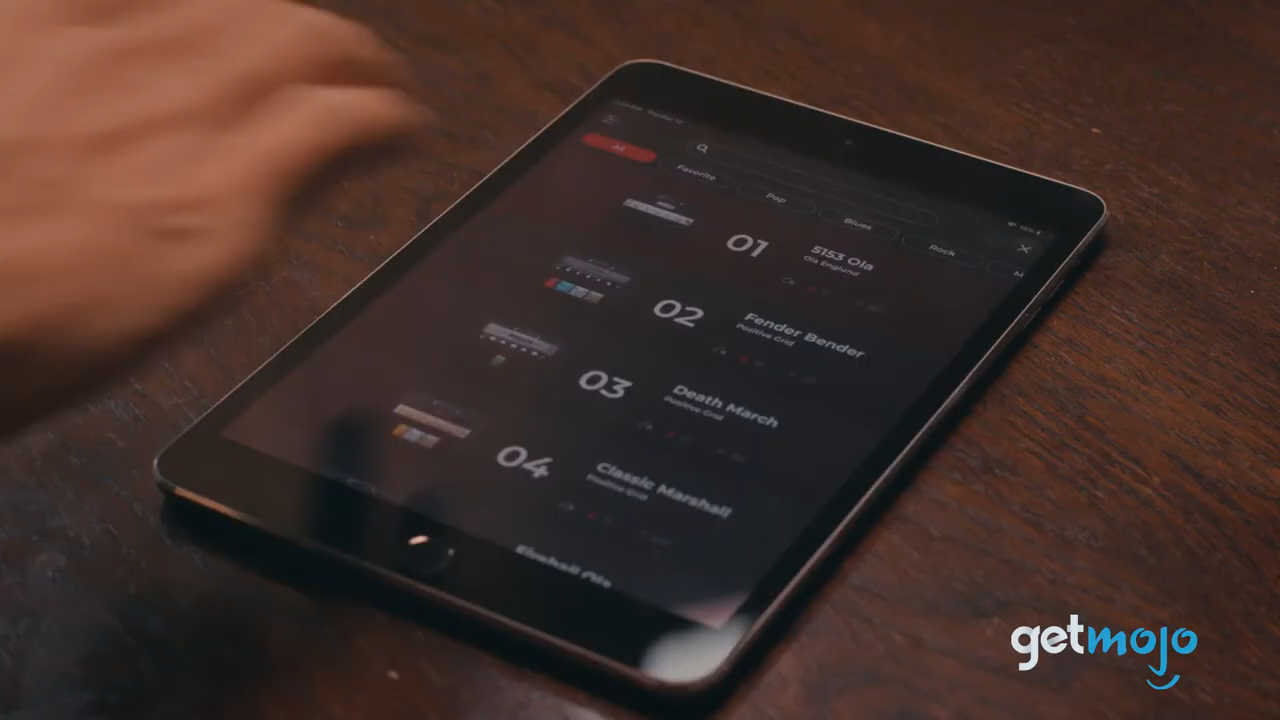 All
Favorite
Pop
Blues
Rock
M
01
5153 Ola
Ola Englund
02
Fender Bender
Positive Grid
03
Death March
Positive Grid
04
Classic Marshall
Positive Grid
getmojo